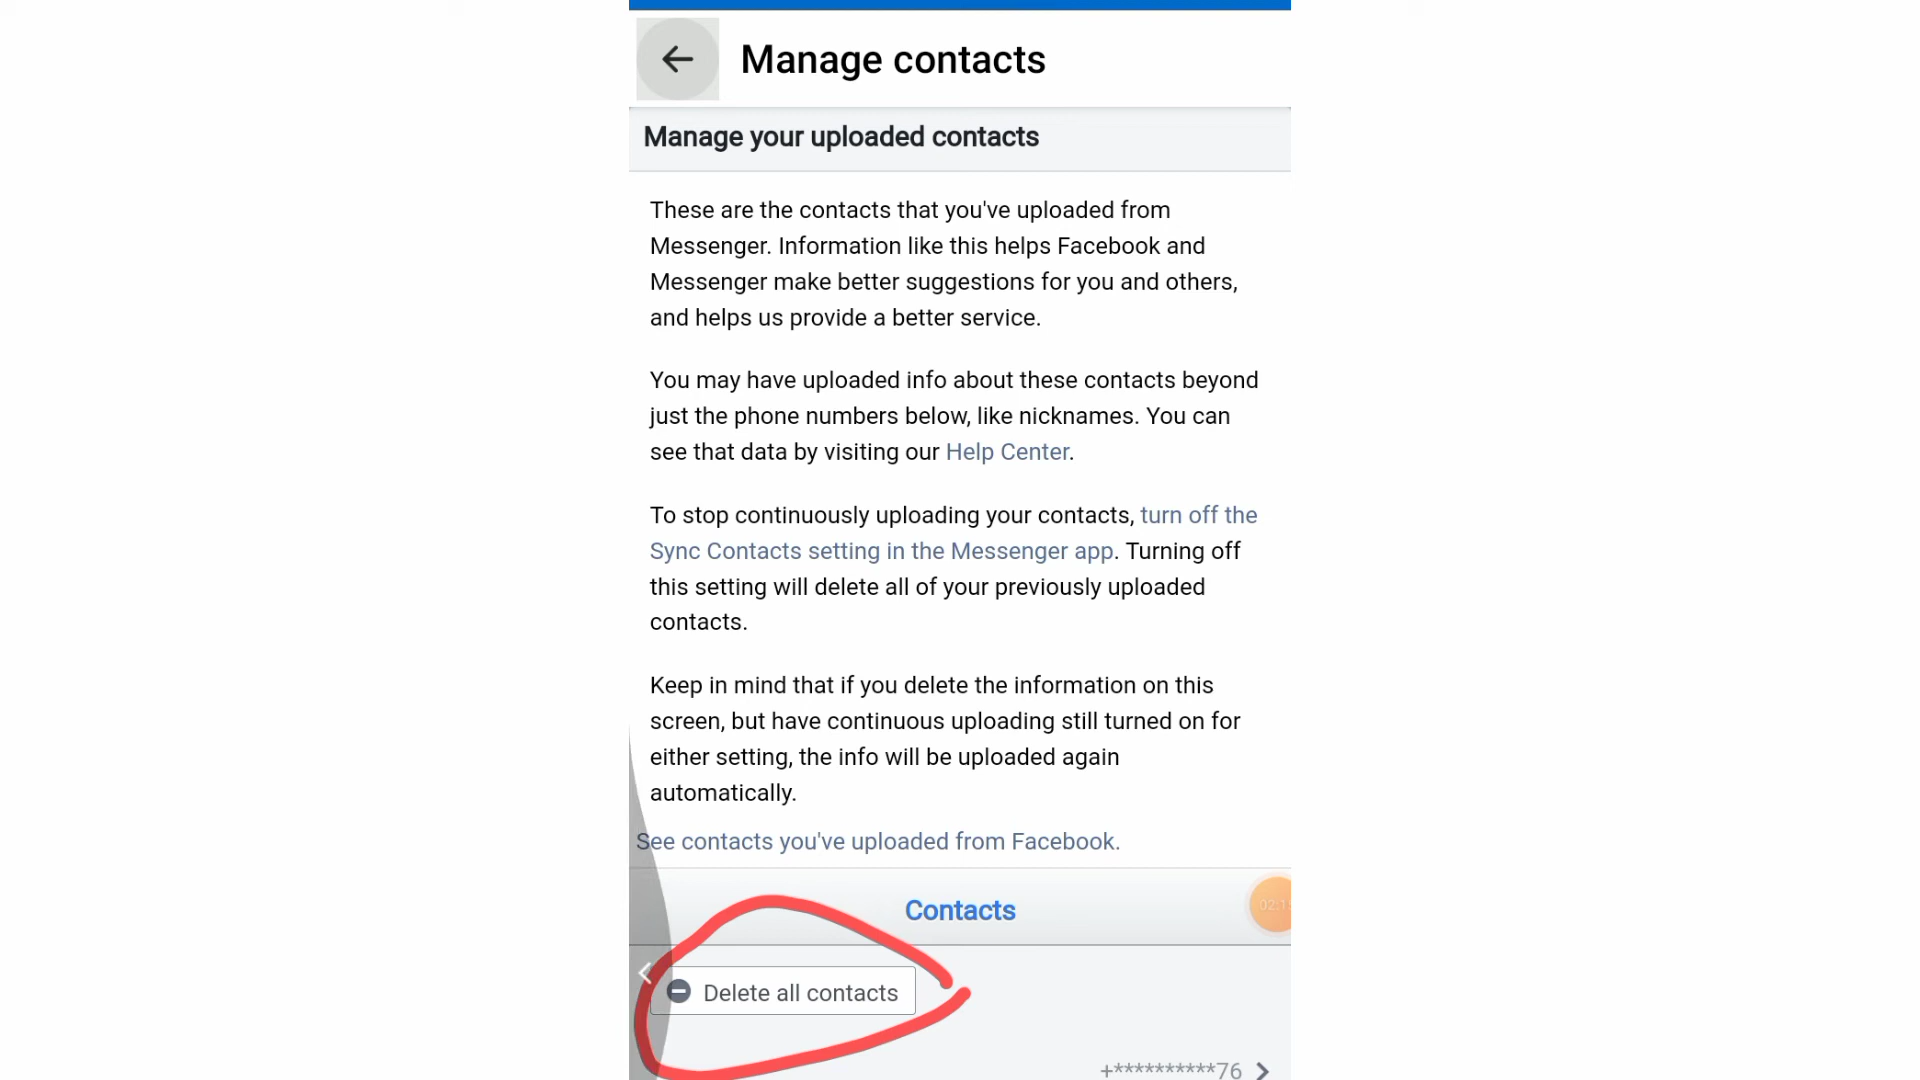 Manage contacts
Manage your uploaded contacts
These are the contacts that you've uploaded from
Messenger. Information like this helps Facebook and
Messenger make better suggestions for you and others,
and helps us provide a better service.
You may have uploaded info about these contacts beyond
just the phone numbers below, like nicknames. You can
see that data by visiting our Help Center.
To stop continuously uploading your contacts, turn off the
Sync Contacts setting in the Messenger app. Turning off
this setting will delete all of your previously uploaded
contacts.
Keep in mind that if you delete the information on this
screen, but have continuous uploading still turned on for
either setting, the info will be uploaded again
automatically.
See contacts you've uploaded from Facebook.
Contacts
Delete all contacts
+**********76